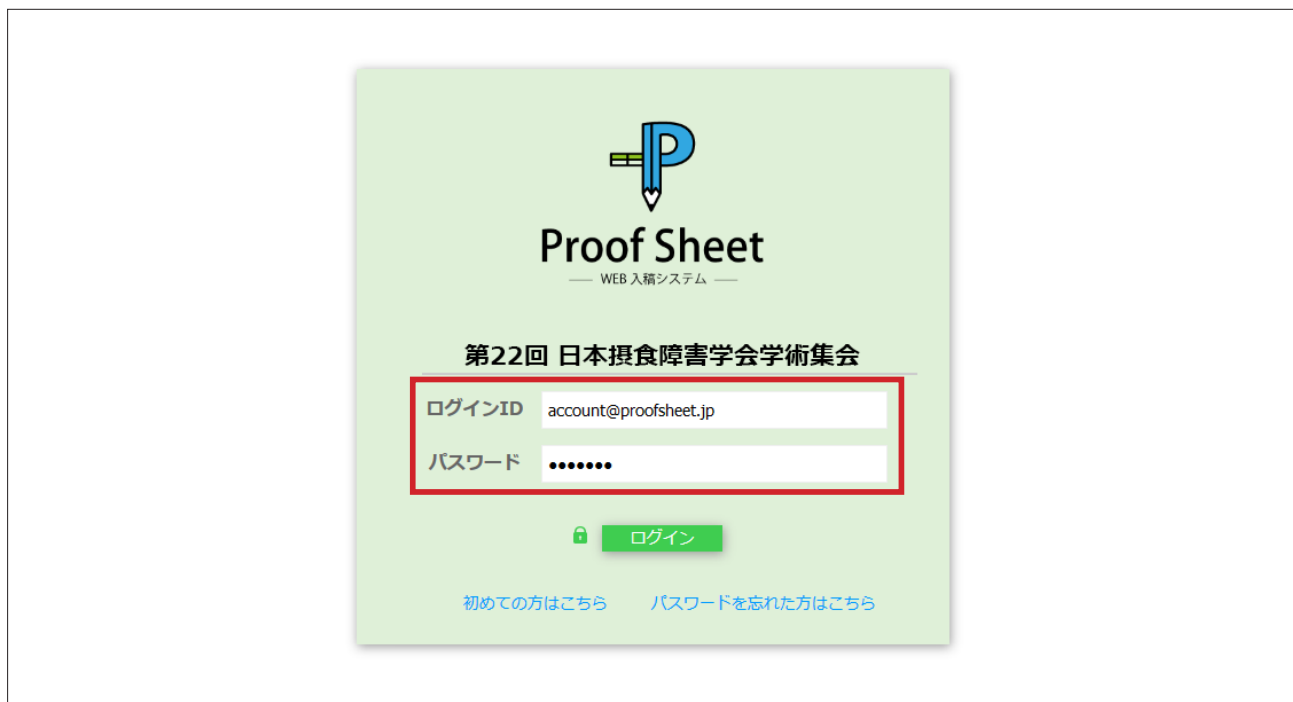 Proof Sheet
WEB 入稿システム
第22回 日本摂食障害学会学術集会
ログインID account@proofsheet.jp
パスワード •••••••
ログイン
初めての方はこちら パスワードを忘れた方はこちら